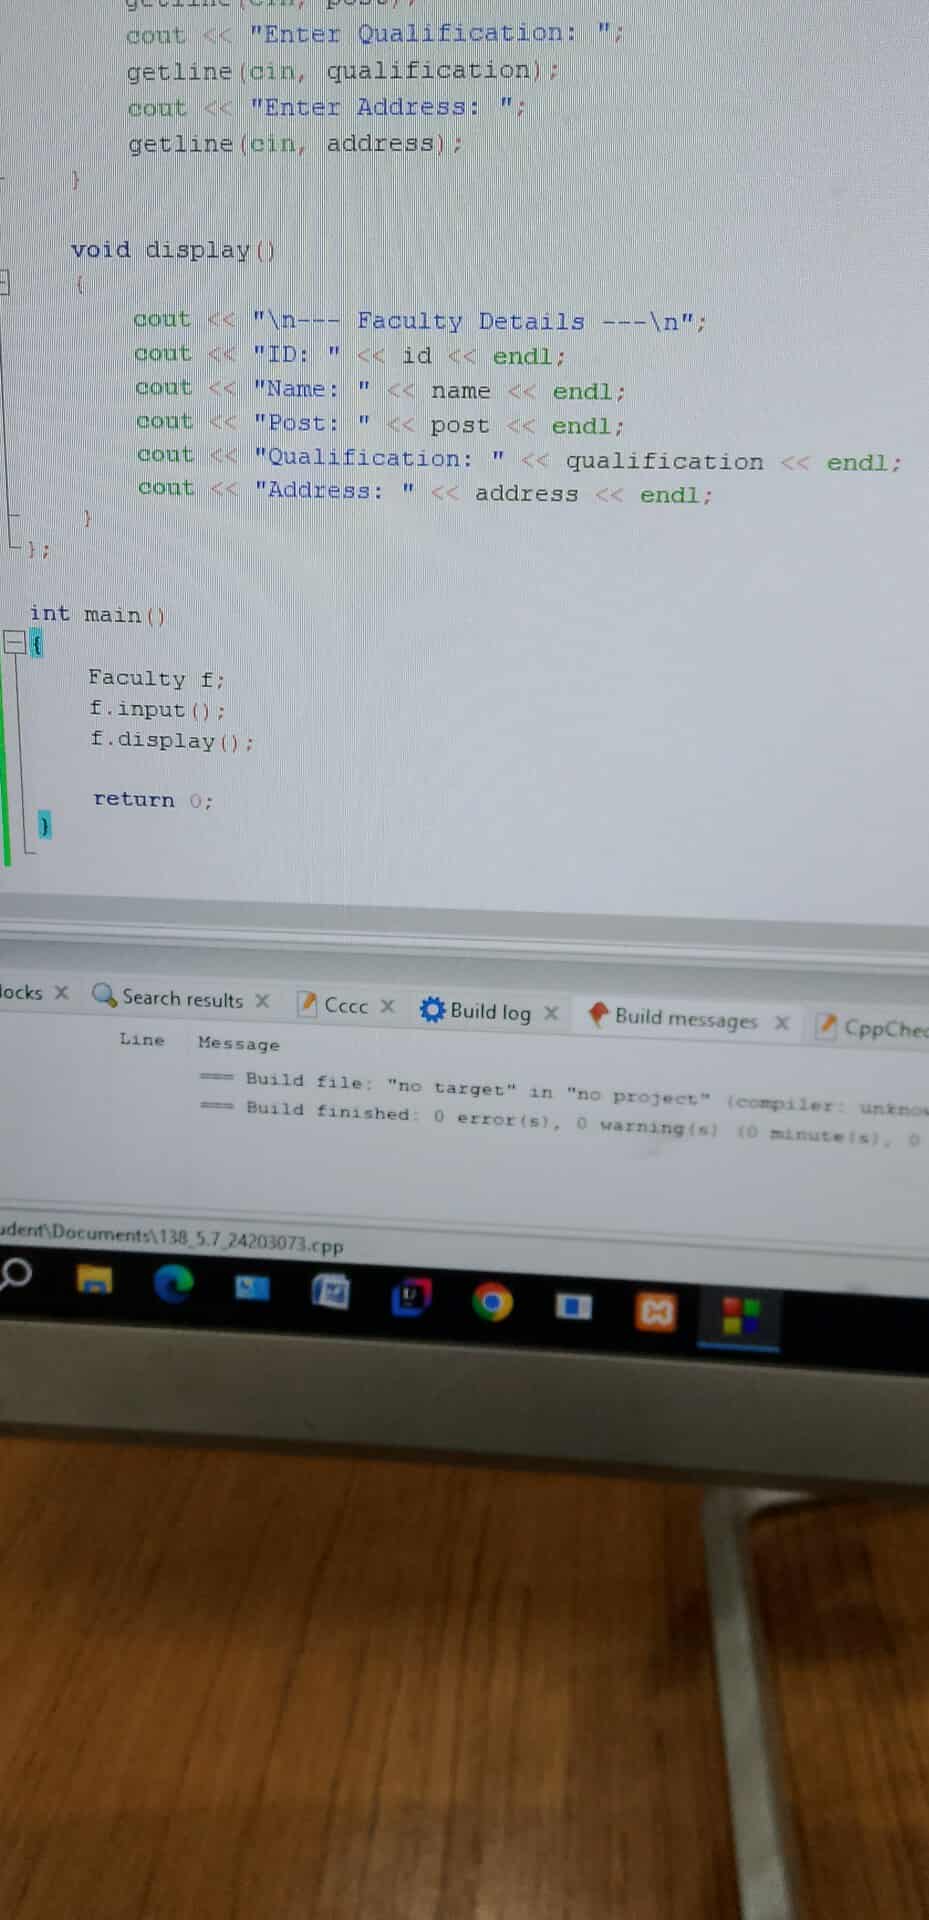 getline(cin, post);
cout << "Enter Qualification: ";
getline(cin, qualification);
cout << "Enter Address: ";
getline(cin, address);
}
void display()
{
cout << "\n--- Faculty Details ---\n";
cout << "ID: " << id << endl;
cout << "Name: " << name << endl;
cout << "Post: " << post << endl;
cout << "Qualification: " << qualification << endl;
cout << "Address: " << address << endl;
}
};
int main()
{
Faculty f;
f.input();
f.display();
return 0;
}
locks X Search results X Cccc X Build log X Build messages X CppChec
Line Message
=== Build file: "no target" in "no project" (compiler: unknow
=== Build finished: 0 error(s), 0 warning(s) (0 minute(s), 0
udent\Documents\138_5.7_24203073.cpp